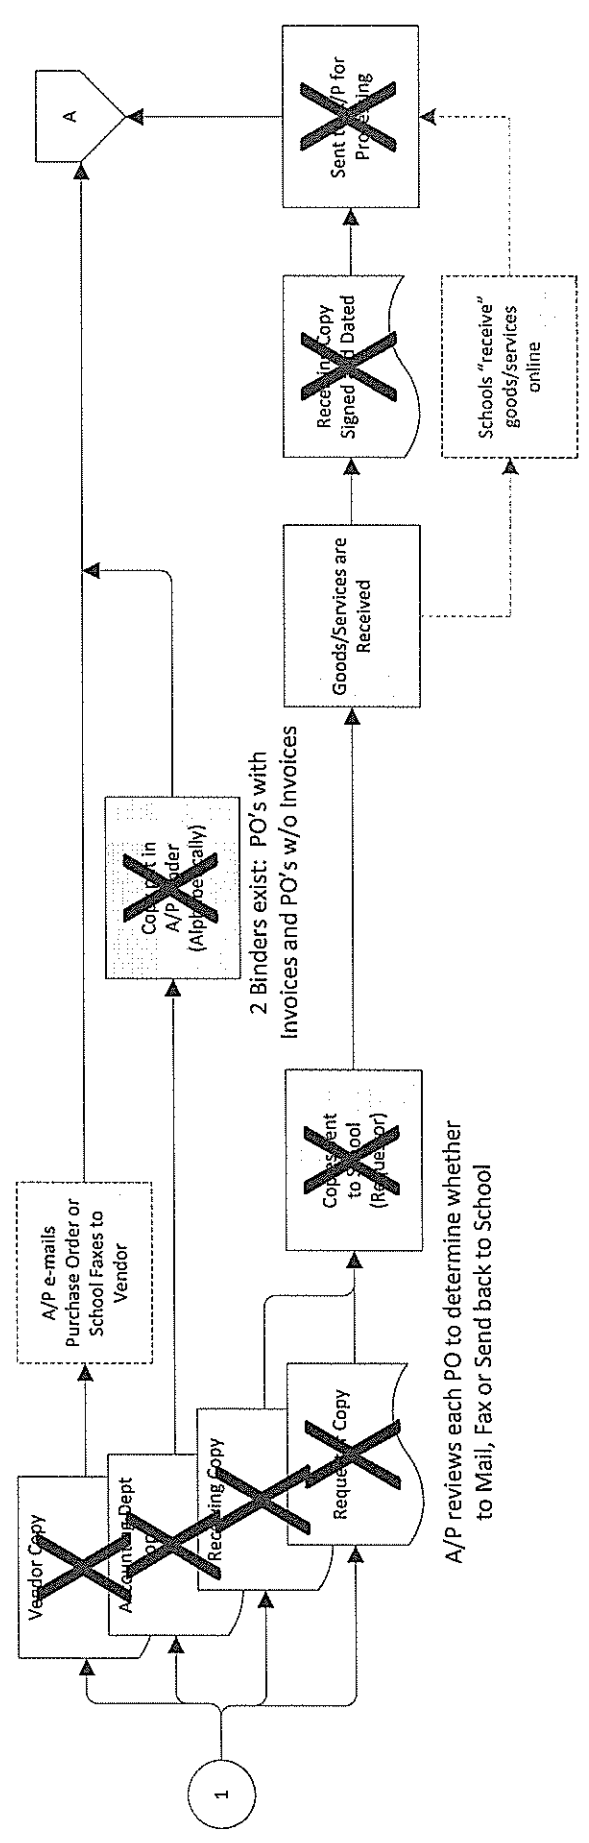 1
Vendor Copy
Accounting Dept
Copy
Receiving Copy
Requestor Copy
A/P reviews each PO to determine whether
to Mail, Fax or Send back to School
A/P e-mails
Purchase Order or
School Faxes to
Vendor
Copies sent
to School
(Requestor)
Copy put in
A/P Binder
(Alphabetically)
2 Binders exist:  PO's with
Invoices and PO's w/o Invoices
Goods/Services are
Received
Receiving Copy
Signed and Dated
Schools “receive”
goods/services
online
Sent to A/P for
Processing
A